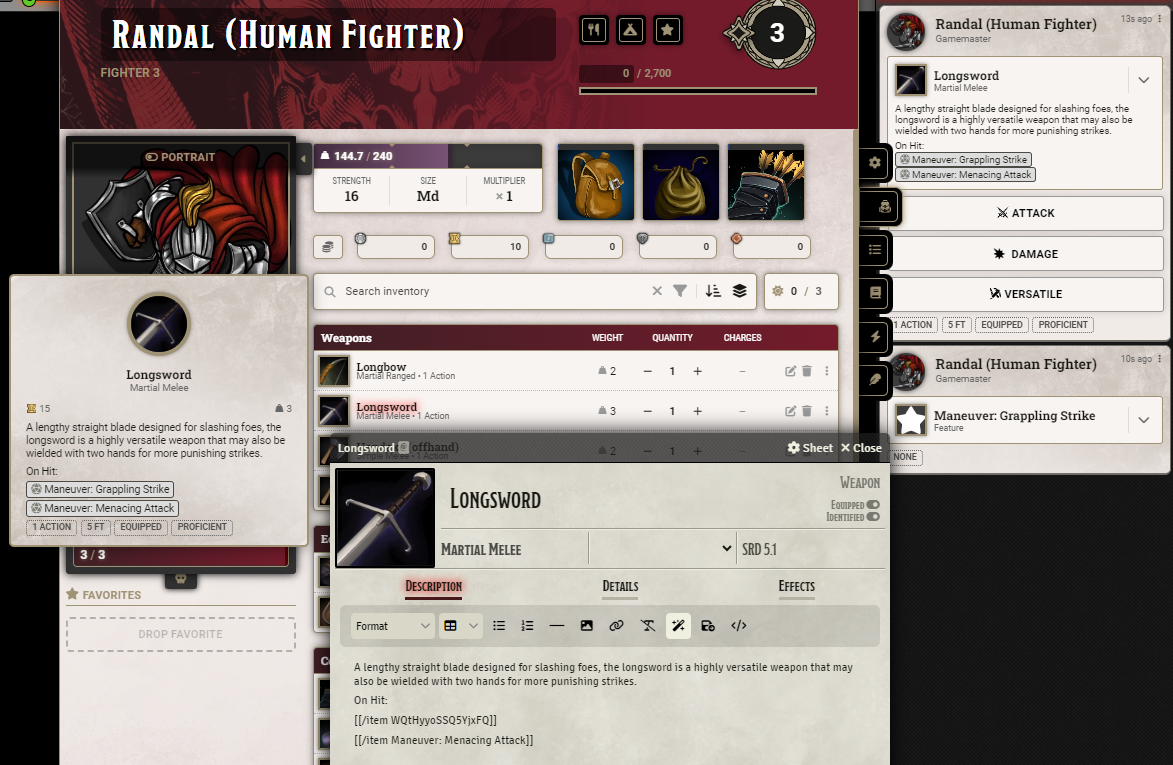 Randal (Human Fighter)
FIGHTER 3
3
0 / 2,700
PORTRAIT
144.7 / 240
STRENGTH
16
SIZE
Md
MULTIPLIER
× 1
0
10
0
0
0
Search inventory
0 / 3
Weapons
WEIGHT
QUANTITY
CHARGES
Longbow
Martial Ranged • 1 Action
2
1
–
Longsword
Martial Melee • 1 Action
3
1
–
offhand)
Simple Melee • 1 Action
2
1
–
Longsword
Martial Melee
15
3
A lengthy straight blade designed for slashing foes, the
longsword is a highly versatile weapon that may also be
wielded with two hands for more punishing strikes.
On Hit:
Maneuver: Grappling Strike
Maneuver: Menacing Attack
1 ACTION
5 FT
EQUIPPED
PROFICIENT
3 / 3
FAVORITES
DROP FAVORITE
Longsword
Sheet
Close
Longsword
Weapon
Equipped
Identified
Martial Melee
SRD 5.1
Description
Details
Effects
Format
A lengthy straight blade designed for slashing foes, the longsword is a highly versatile weapon that may
also be wielded with two hands for more punishing strikes.
On Hit:
[[/item WQtHyyoSSQ5YjxFQ]]
[[/item Maneuver: Menacing Attack]]
Randal (Human Fighter)
Gamemaster
13s ago
Longsword
Martial Melee
A lengthy straight blade designed for slashing foes, the
longsword is a highly versatile weapon that may also be
wielded with two hands for more punishing strikes.
On Hit:
Maneuver: Grappling Strike
Maneuver: Menacing Attack
ATTACK
DAMAGE
VERSATILE
1 ACTION
5 FT
EQUIPPED
PROFICIENT
Randal (Human Fighter)
Gamemaster
10s ago
Maneuver: Grappling Strike
Feature
NONE